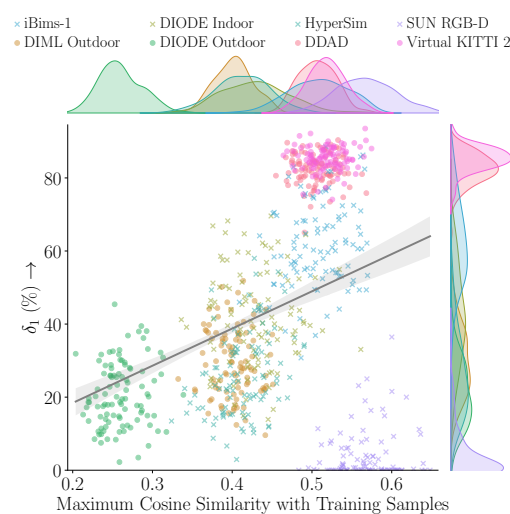 iBims-1 DIODE Indoor HyperSim SUN RGB-D
DIML Outdoor DIODE Outdoor DDAD Virtual KITTI 2
80
60
40
20
0
δ1 (%) →
0.2 0.3 0.4 0.5 0.6
Maximum Cosine Similarity with Training Samples